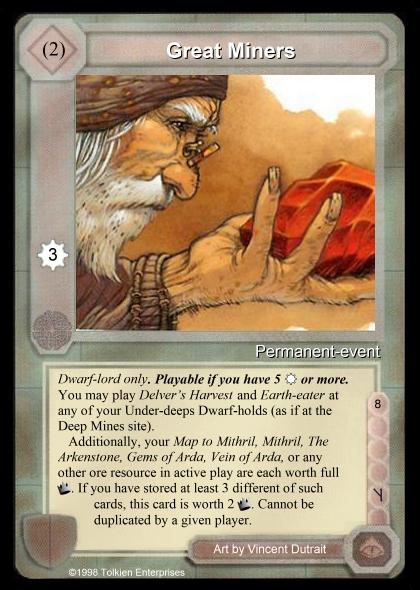 (2)
Great Miners
3
Permanent-event
Dwarf-lord only. Playable if you have 5 or more.
You may play Delver's Harvest and Earth-eater at
any of your Under-deeps Dwarf-holds (as if at the
Deep Mines site).
Additionally, your Map to Mithril, Mithril, The
Arkenstone, Gems of Arda, Vein of Arda, or any
other ore resource in active play are each worth full
. If you have stored at least 3 different of such
cards, this card is worth 2 . Cannot be
duplicated by a given player.
8
Art by Vincent Dutrait
©1998 Tolkien Enterprises